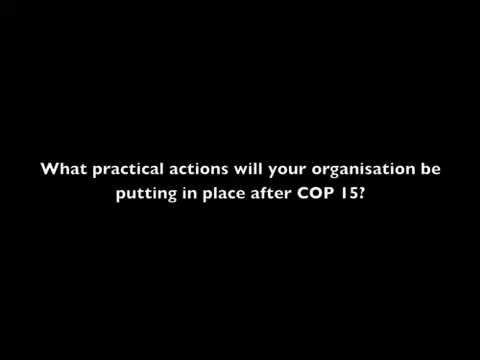 What practical actions will your organisation be
putting in place after COP 15?